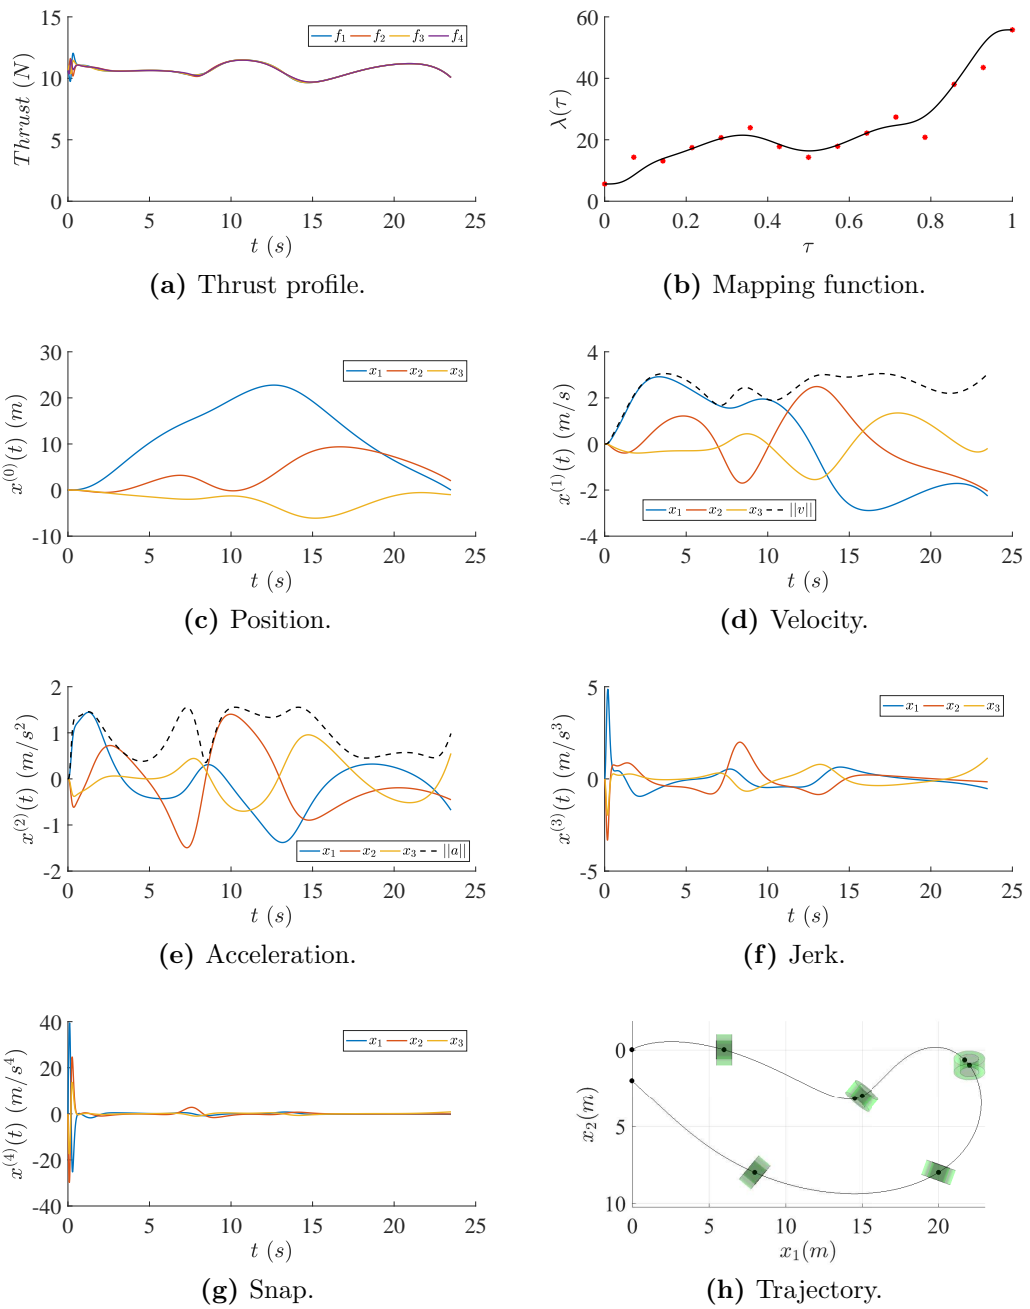 15
10
5
0
Thrust (N)
f₁ f₂ f₃ f₄
0 5 10 15 20 25
t (s)
(a) Thrust profile.
60
40
20
0
λ(τ)
0 0.2 0.4 0.6 0.8 1
τ
(b) Mapping function.
30
20
10
0
-10
x⁽⁰⁾(t) (m)
x₁ x₂ x₃
0 5 10 15 20 25
t (s)
(c) Position.
4
2
0
-2
-4
x⁽¹⁾(t) (m/s)
x₁ x₂ x₃ ||v||
0 5 10 15 20 25
t (s)
(d) Velocity.
2
1
0
-1
-2
x⁽²⁾(t) (m/s²)
x₁ x₂ x₃ ||a||
0 5 10 15 20 25
t (s)
(e) Acceleration.
5
0
-5
x⁽³⁾(t) (m/s³)
x₁ x₂ x₃
0 5 10 15 20 25
t (s)
(f) Jerk.
40
20
0
-20
-40
x⁽⁴⁾(t) (m/s⁴)
x₁ x₂ x₃
0 5 10 15 20 25
t (s)
(g) Snap.
0
5
10
x₂(m)
0 5 10 15 20
x₁(m)
(h) Trajectory.